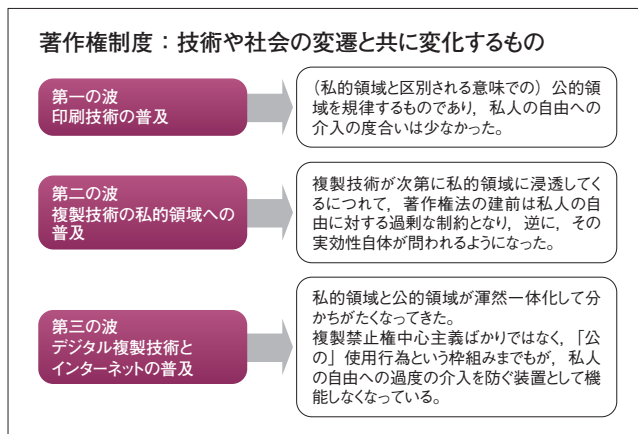 著作権制度：技術や社会の変遷と共に変化するもの
第一の波
印刷技術の普及
（私的領域と区別される意味での）公的領
域を規律するものであり，私人の自由への
介入の度合いは少なかった。
第二の波
複製技術の私的領域への
普及
複製技術が次第に私的領域に浸透してく
るにつれて，著作権法の建前は私人の自
由に対する過剰な制約となり，逆に，その
実効性自体が問われるようになった。
第三の波
デジタル複製技術と
インターネットの普及
私的領域と公的領域が渾然一体化して分
かちがたくなってきた。
複製禁止権中心主義ばかりではなく，「公
の」使用行為という枠組みまでもが，私人
の自由への過度の介入を防ぐ装置として機
能しなくなっている。